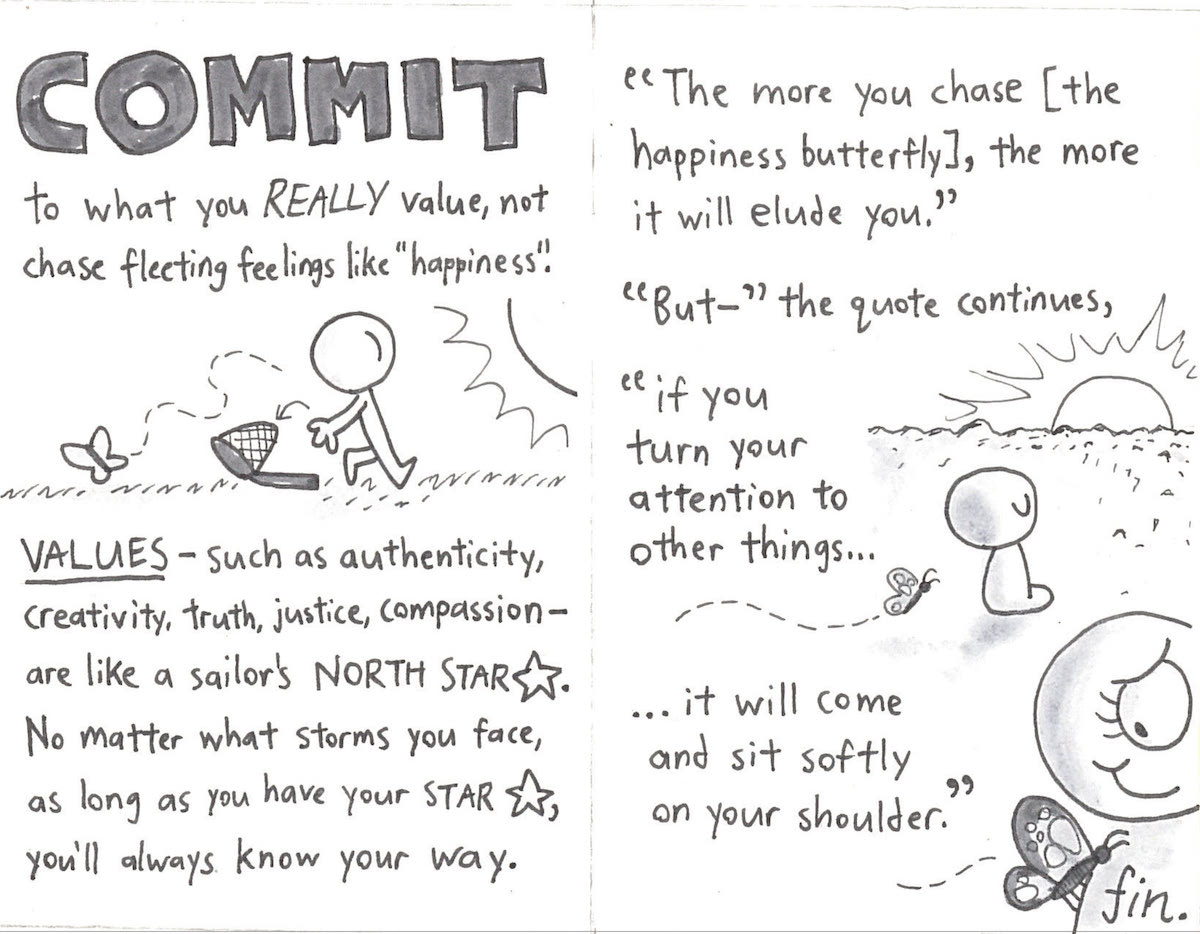 COMMIT
to what you REALLY value, not
chase fleeting feelings like "happiness".
VALUES – such as authenticity,
creativity, truth, justice, compassion –
are like a sailor's NORTH STAR☆.
No matter what storms you face,
as long as you have your STAR ☆,
you'll always know your way.
“The more you chase [the
happiness butterfly], the more
it will elude you.”
“But–” the quote continues,
“if you
turn your
attention to
other things...
...it will come
and sit softly
on your shoulder.”
fin.